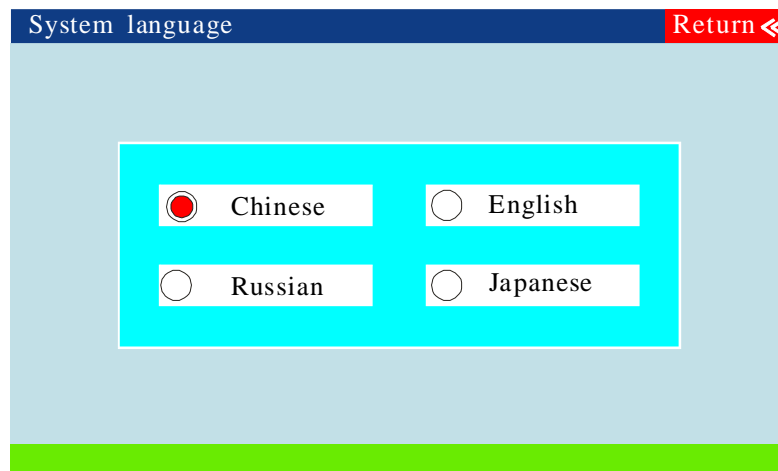 System language
Return
Chinese
English
Russian
Japanese